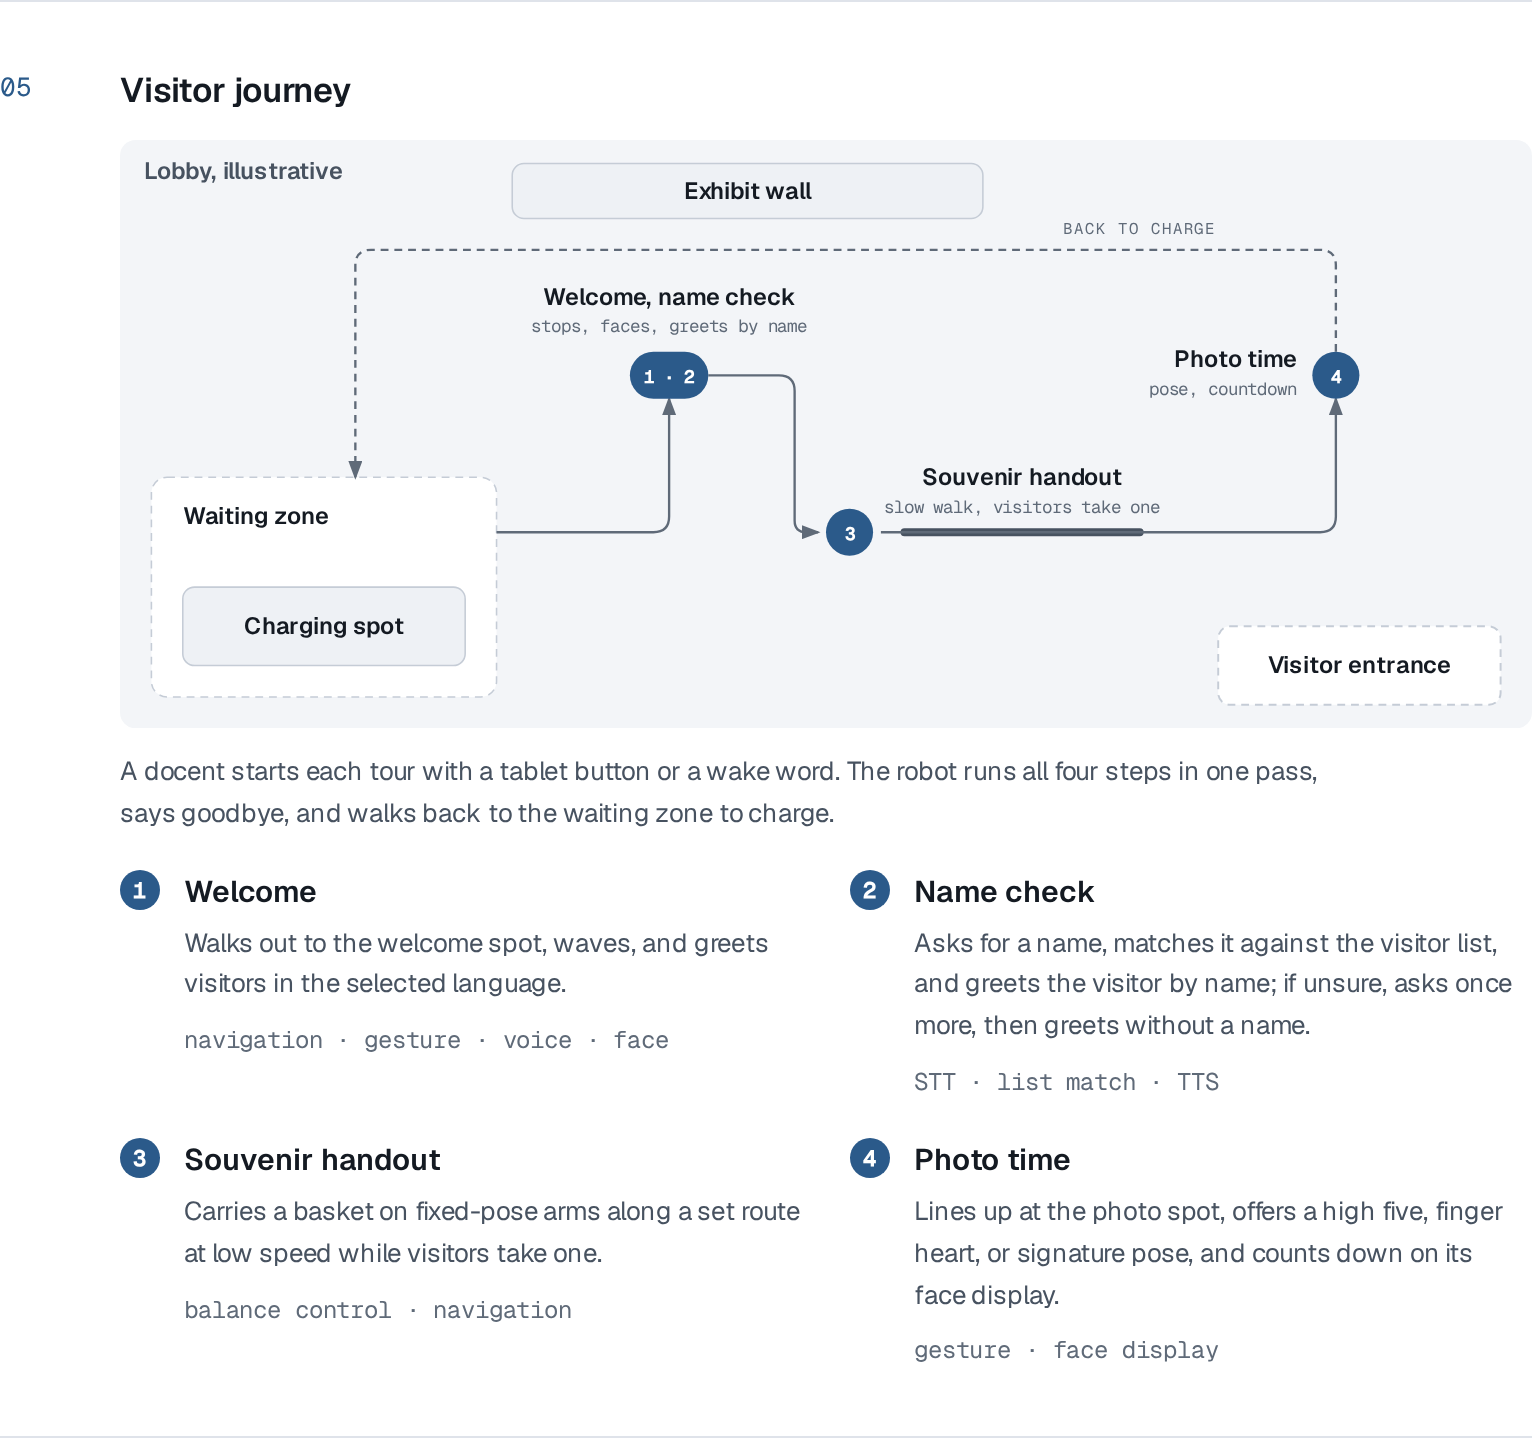 05
Visitor journey
Lobby, illustrative
Exhibit wall
BACK TO CHARGE
Welcome, name check
stops, faces, greets by name
1 · 2
Photo time
pose, countdown
4
Souvenir handout
slow walk, visitors take one
3
Waiting zone
Charging spot
Visitor entrance
A docent starts each tour with a tablet button or a wake word. The robot runs all four steps in one pass,
says goodbye, and walks back to the waiting zone to charge.
1 Welcome
Walks out to the welcome spot, waves, and greets
visitors in the selected language.
navigation · gesture · voice · face
2 Name check
Asks for a name, matches it against the visitor list,
and greets the visitor by name; if unsure, asks once
more, then greets without a name.
STT · list match · TTS
3 Souvenir handout
Carries a basket on fixed-pose arms along a set route
at low speed while visitors take one.
balance control · navigation
4 Photo time
Lines up at the photo spot, offers a high five, finger
heart, or signature pose, and counts down on its
face display.
gesture · face display